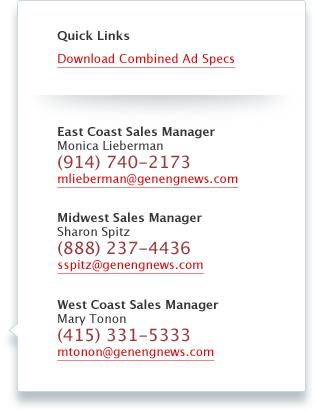 Quick Links
Download Combined Ad Specs
East Coast Sales Manager
Monica Lieberman
(914) 740-2173
mlieberman@genengnews.com
Midwest Sales Manager
Sharon Spitz
(888) 237-4436
sspitz@genengnews.com
West Coast Sales Manager
Mary Tonon
(415) 331-5333
mtonon@genengnews.com